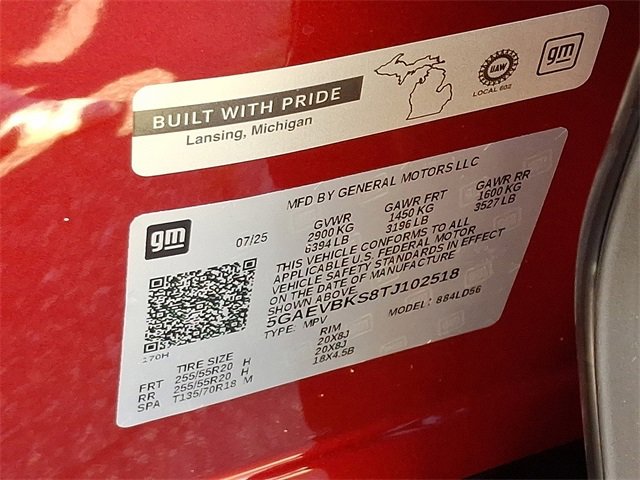 BUILT WITH PRIDE
Lansing, Michigan
UAW
LOCAL 602
gm
MFD BY GENERAL MOTORS LLC
gm
07/25
GVWR GAWR FRT GAWR RR
2900 KG 1450 KG 1600 KG
6394 LB 3196 LB 3527 LB
THIS VEHICLE CONFORMS TO ALL
APPLICABLE U.S. FEDERAL MOTOR
VEHICLE SAFETY STANDARDS IN EFFECT
ON THE DATE OF MANUFACTURE
SHOWN ABOVE.
5GAEVBKS8TJ102518
TYPE: MPV MODEL: 884LD56
170H
TIRE SIZE RIM
FRT 255/55R20 H 20X8J
RR 255/55R20 H 20X8J
SPA T135/70R18 M 18X4.5B